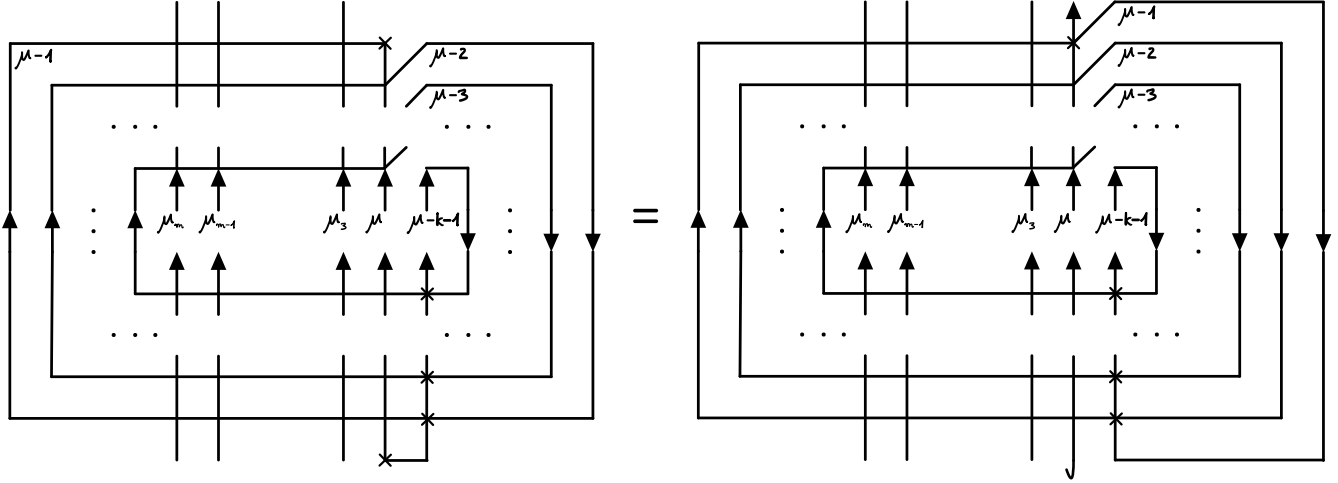 μ-1
μ-1 μ-2 μ-2
μ-3 μ-3
μₘ μₘ₋₁ μ₃ μ μ-k-1 = μₘ μₘ₋₁ μ₃ μ μ-k-1